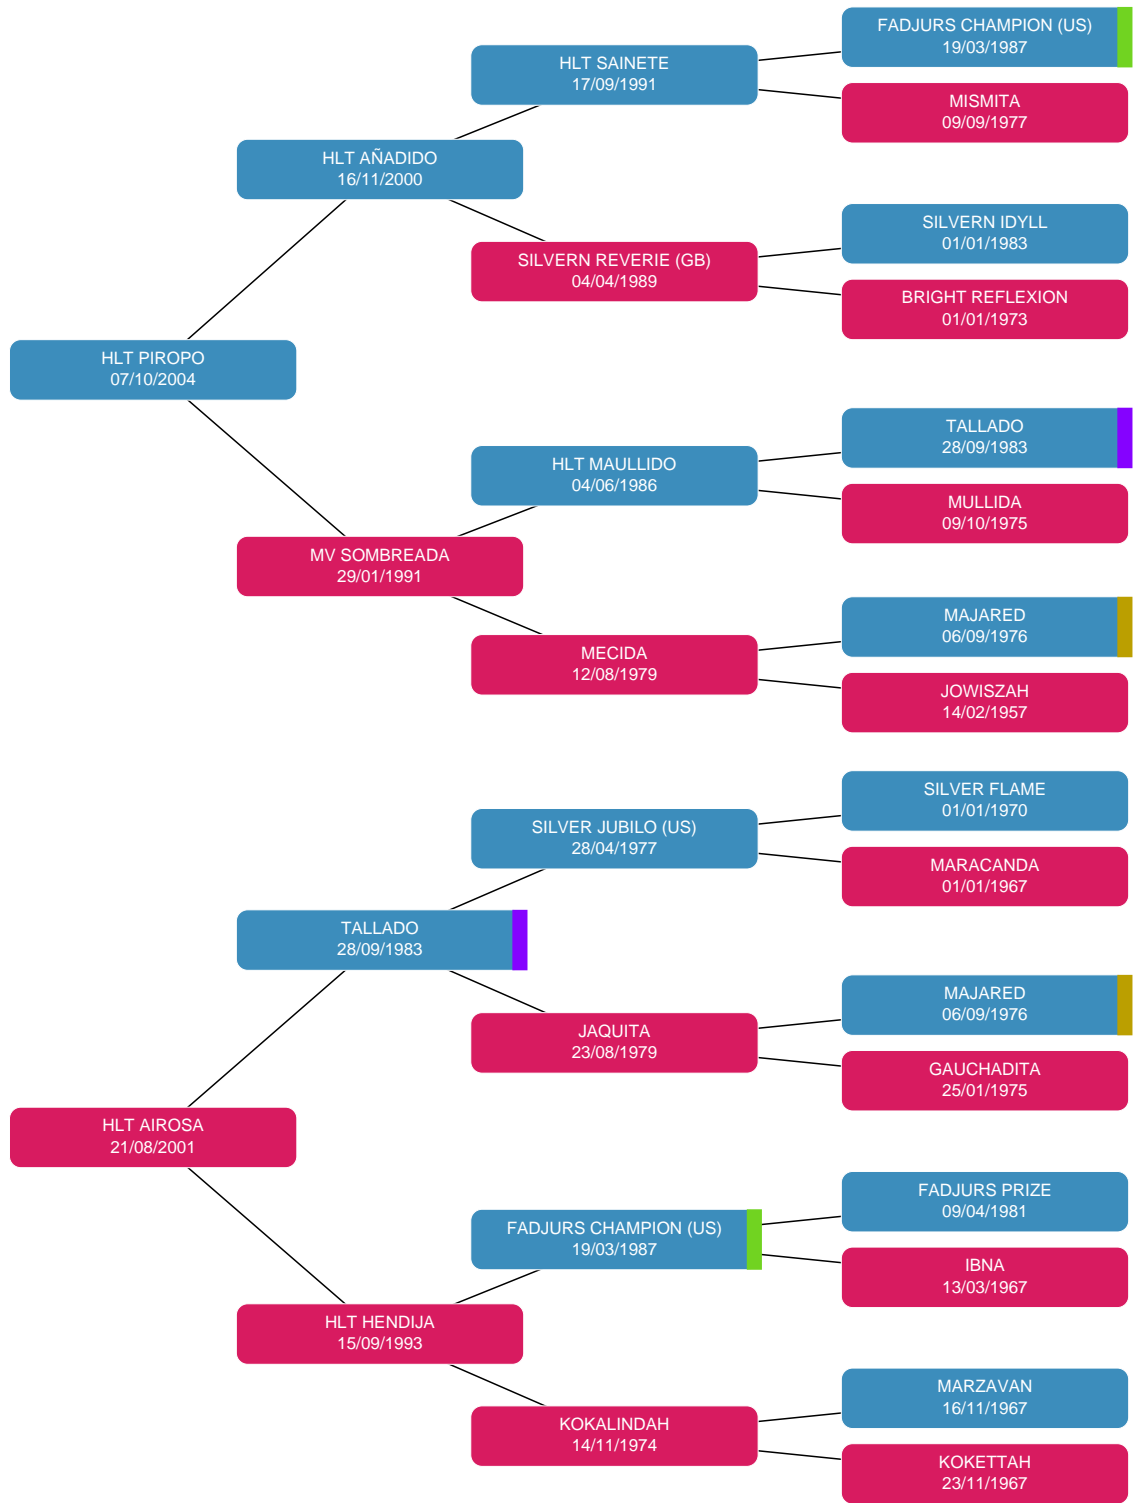 FADJURS CHAMPION (US)
19/03/1987
HLT SAINETE
17/09/1991
MISMITA
09/09/1977
HLT AÑADIDO
16/11/2000
SILVERN IDYLL
01/01/1983
SILVERN REVERIE (GB)
04/04/1989
BRIGHT REFLEXION
01/01/1973
HLT PIROPO
07/10/2004
TALLADO
28/09/1983
HLT MAULLIDO
04/06/1986
MULLIDA
09/10/1975
MV SOMBREADA
29/01/1991
MAJARED
06/09/1976
MECIDA
12/08/1979
JOWISZAH
14/02/1957
SILVER FLAME
01/01/1970
SILVER JUBILO (US)
28/04/1977
MARACANDA
01/01/1967
TALLADO
28/09/1983
MAJARED
06/09/1976
JAQUITA
23/08/1979
GAUCHADITA
25/01/1975
HLT AIROSA
21/08/2001
FADJURS PRIZE
09/04/1981
FADJURS CHAMPION (US)
19/03/1987
IBNA
13/03/1967
HLT HENDIJA
15/09/1993
MARZAVAN
16/11/1967
KOKALINDAH
14/11/1974
KOKETTAH
23/11/1967